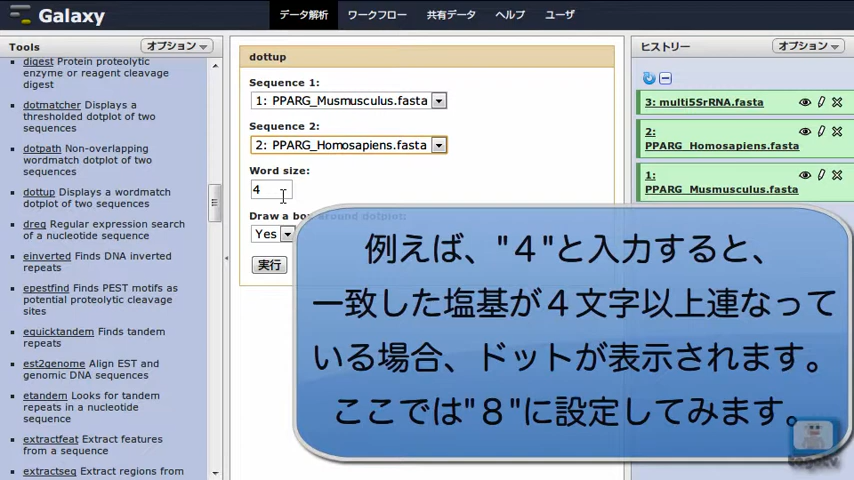 Galaxy
データ解析
ワークフロー
共有データ
ヘルプ
ユーザ
Tools
オプション
digest Protein proteolytic
enzyme or reagent cleavage
digest
dotmatcher Displays a
thresholded dotplot of two
sequences
dotpath Non-overlapping
wordmatch dotplot of two
sequences
dottup Displays a wordmatch
dotplot of two sequences
dreg Regular expression search
of a nucleotide sequence
einverted Finds DNA inverted
repeats
epestfind Finds PEST motifs as
potential proteolytic cleavage
sites
equicktandem Finds tandem
repeats
est2genome Align EST and
genomic DNA sequences
etandem Looks for tandem
repeats in a nucleotide
sequence
extractfeat Extract features
from a sequence
extractseq Extract regions from
dottup
Sequence 1:
1: PPARG_Musmusculus.fasta
Sequence 2:
2: PPARG_Homosapiens.fasta
Word size:
4
Draw a box around dotplot:
Yes
実行
ヒストリー
オプション
3: multi5SrRNA.fasta
2:
PPARG_Homosapiens.fasta
1:
PPARG_Musmusculus.fasta
例えば、"４"と入力すると、
一致した塩基が４文字以上連なって
いる場合、ドットが表示されます。
ここでは"８"に設定してみます。
togotv